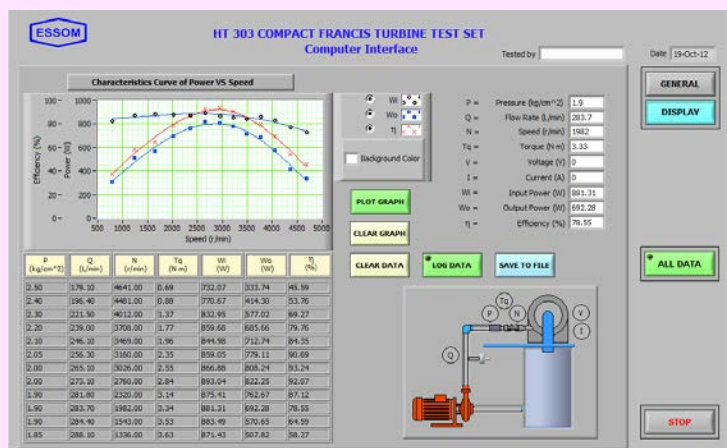 ESSOM
HT 303 COMPACT FRANCIS TURBINE TEST SET
Computer Interface
Tested by
Date 19-Oct-12
Characteristics Curve of Power VS Speed
100 - 1000 -
80 - 800 -
60 - 600 -
40 - 400 -
20 - 200 -
0 - 0 -
Efficiency (%)
Power (W)
500 1000 1500 2000 2500 3000 3500 4000 4500 5000
Speed (r/min)
Wi
Wo
η
Background Color
PLOT GRAPH
CLEAR GRAPH
CLEAR DATA
LOG DATA
SAVE TO FILE
P = Pressure (kg/cm^2) 1.9
Q = Flow Rate (L/min) 283.7
N = Speed (r/min) 1982
Tq = Torque (N m) 3.33
V = Voltage (V) 0
I = Current (A) 0
Wi = Input Power (W) 881.31
Wo = Output Power (W) 692.28
η = Efficiency (%) 78.55
GENERAL
DISPLAY
ALL DATA
STOP
P Q N Tq Wi Wo η
(kg/cm^2) (L/min) (r/min) (N m) (W) (W) (%)
2.50 179.10 4641.00 0.69 732.07 333.74 45.59
2.40 196.40 4481.00 0.88 770.67 414.30 53.76
2.30 221.50 4012.00 1.37 832.95 577.02 69.27
2.20 239.00 3708.00 1.77 859.68 685.66 79.76
2.10 246.10 3469.00 1.96 844.98 712.74 84.35
2.05 256.30 3160.00 2.35 859.05 779.11 90.69
2.00 265.10 3026.00 2.55 866.88 808.24 93.24
2.00 273.10 2760.00 2.84 893.04 822.25 92.07
1.90 281.80 2320.00 3.14 875.41 762.67 87.12
1.90 283.70 1982.00 3.34 881.31 692.28 78.55
1.90 284.40 1543.00 3.53 883.49 570.65 64.59
1.85 288.10 1336.00 3.63 871.43 507.82 58.27
Tq
P N V
I
Q